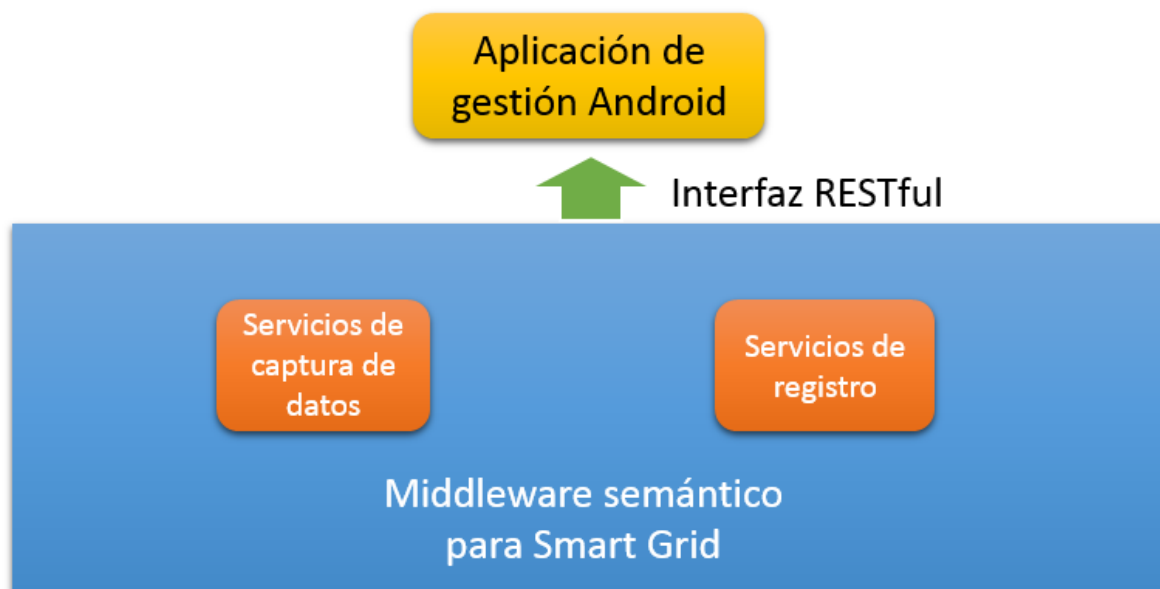 Aplicación de
gestión Android
Interfaz RESTful
Servicios de
captura de
datos
Servicios de
registro
Middleware semántico
para Smart Grid